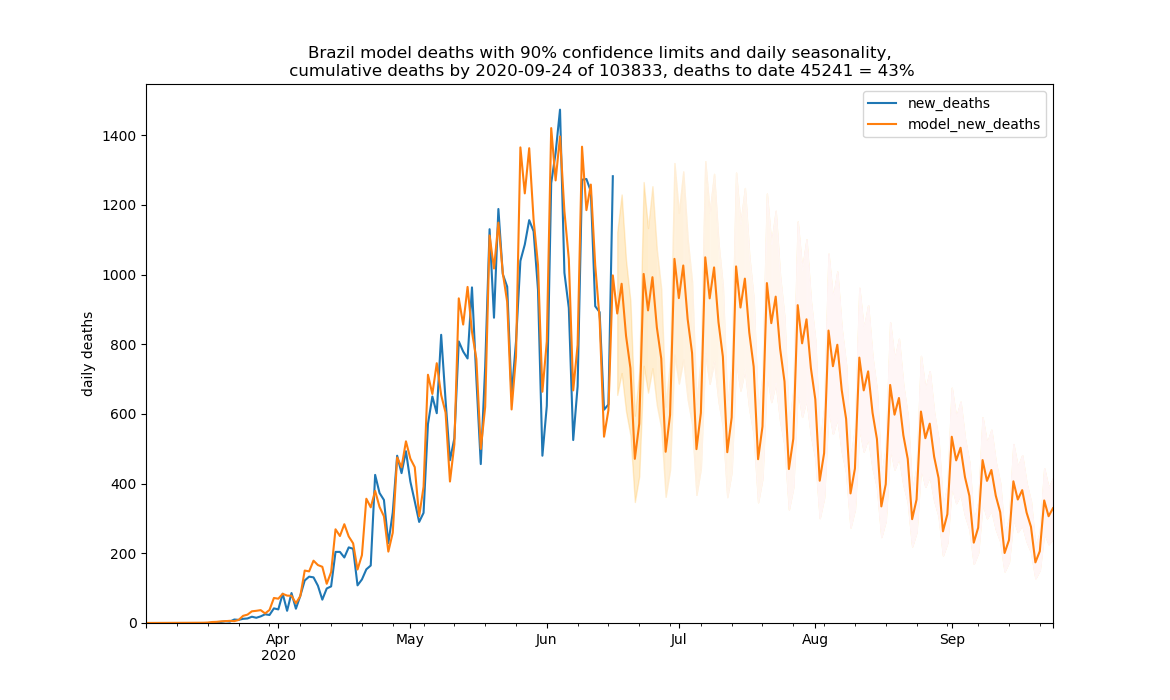 Brazil model deaths with 90% confidence limits and daily seasonality,
cumulative deaths by 2020-09-24 of 103833, deaths to date 45241 = 43%
new_deaths
model_new_deaths
daily deaths
1400
1200
1000
800
600
400
200
0
Apr
2020
May
Jun
Jul
Aug
Sep